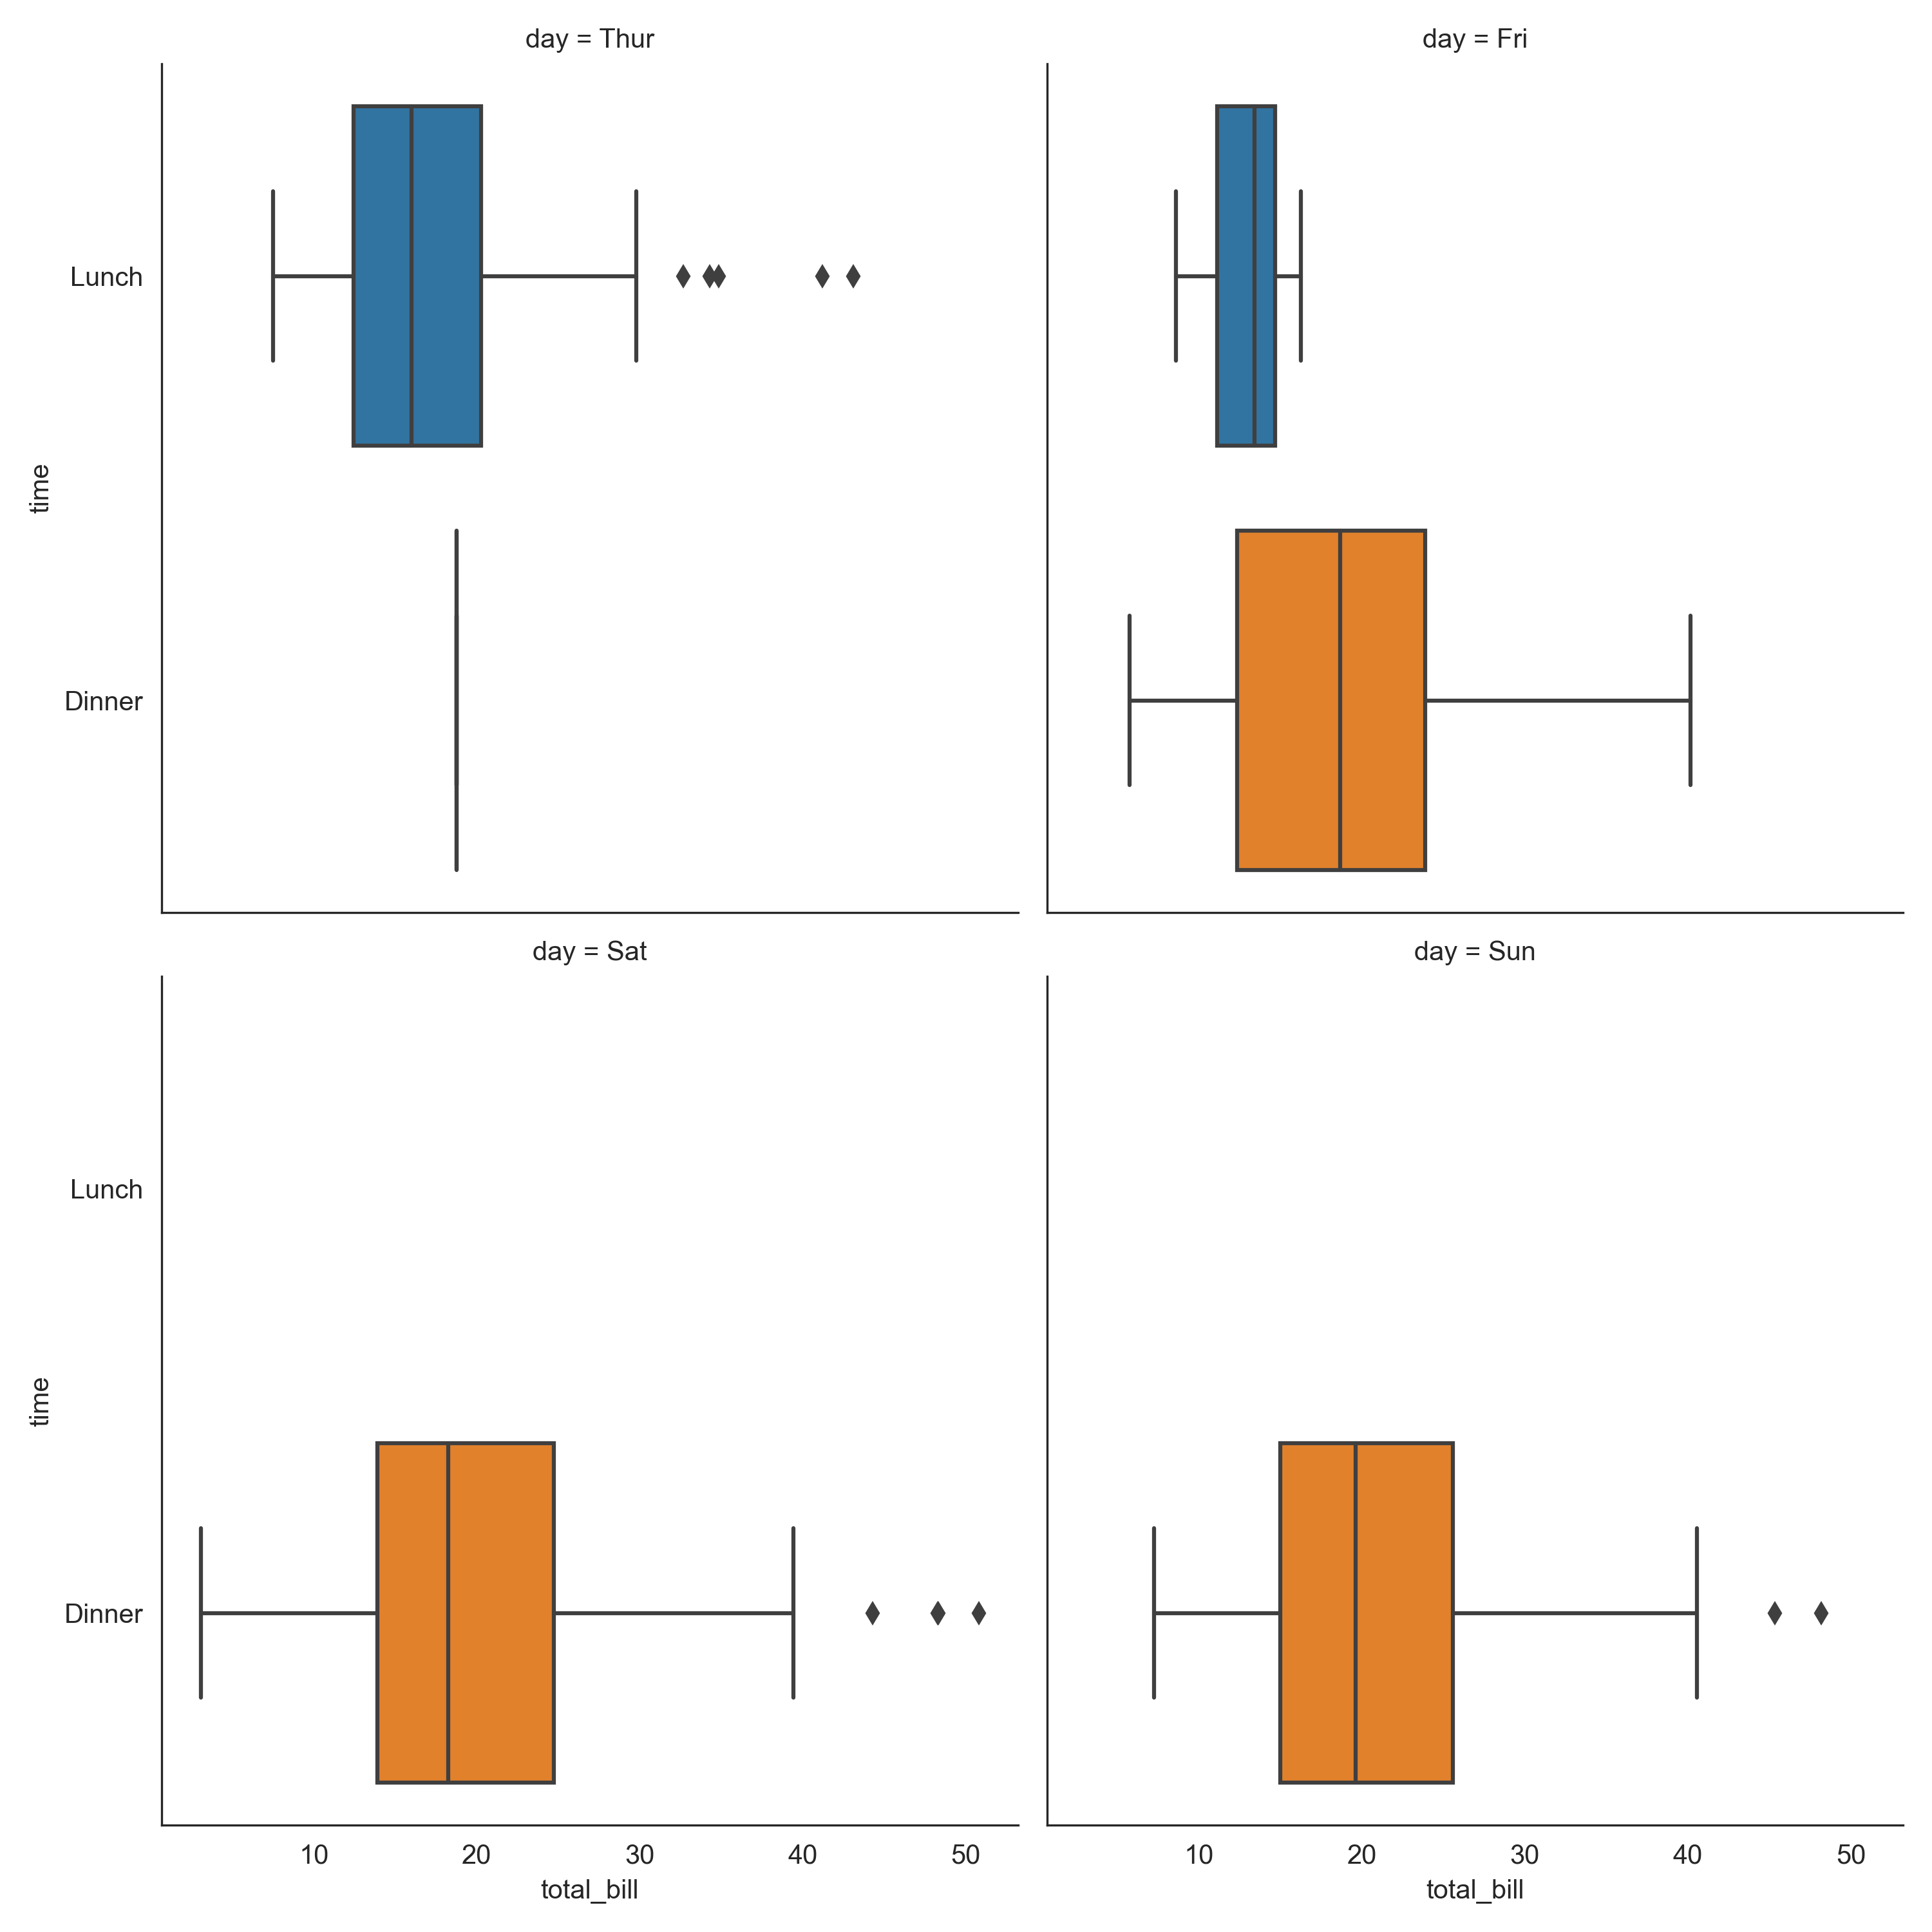 day = Thur
day = Fri
Lunch
time
Dinner
day = Sat
day = Sun
Lunch
time
Dinner
10 20 30 40 50
10 20 30 40 50
total_bill
total_bill